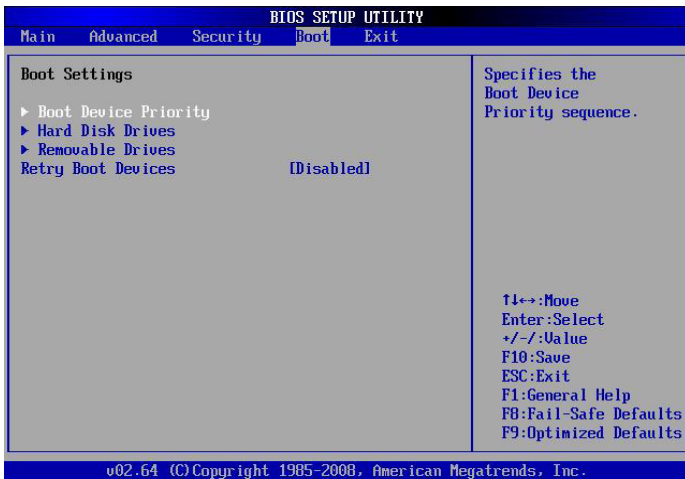 BIOS SETUP UTILITY
Main Advanced Security Boot Exit
Boot Settings
▶ Boot Device Priority
▶ Hard Disk Drives
▶ Removable Drives
Retry Boot Devices [Disabled]
Specifies the
Boot Device
Priority sequence.
↑↓←→:Move
Enter:Select
+/-/:Value
F10:Save
ESC:Exit
F1:General Help
F8:Fail-Safe Defaults
F9:Optimized Defaults
v02.64 (C)Copyright 1985-2008, American Megatrends, Inc.